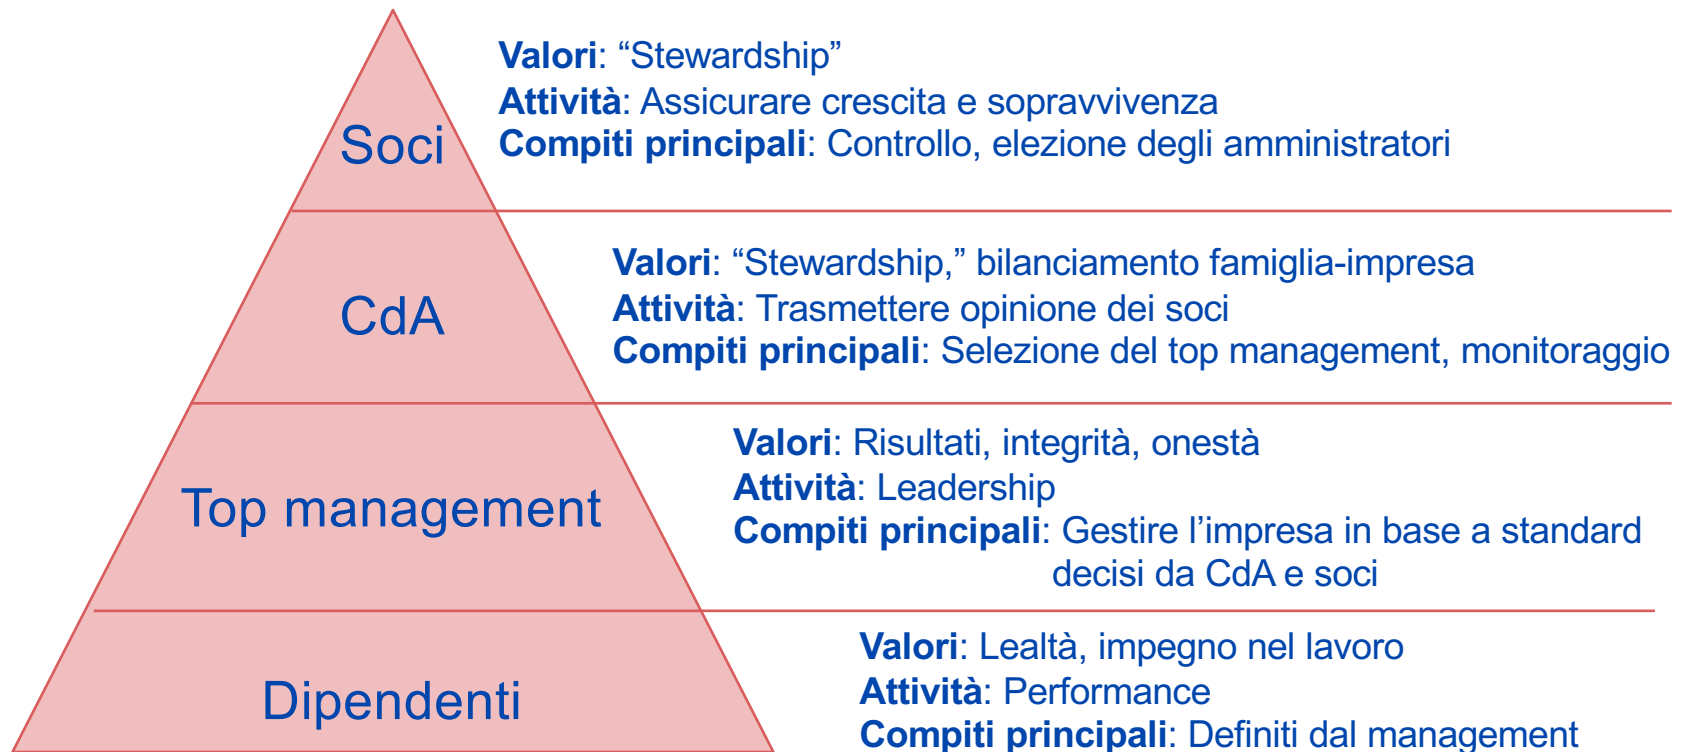 Valori: “Stewardship”
Attività: Assicurare crescita e sopravvivenza
Soci
Compiti principali: Controllo, elezione degli amministratori
Valori: “Stewardship,” bilanciamento famiglia-impresa
CdA
Attività: Trasmettere opinione dei soci
Compiti principali: Selezione del top management, monitoraggio
Valori: Risultati, integrità, onestà
Attività: Leadership
Top management
Compiti principali: Gestire l’impresa in base a standard
decisi da CdA e soci
Valori: Lealtà, impegno nel lavoro
Dipendenti
Attività: Performance
Compiti principali: Definiti dal management